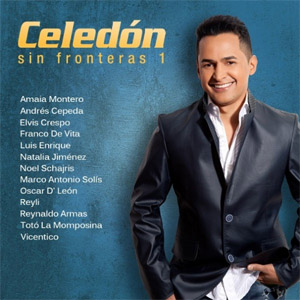 Celedón
sin fronteras 1
Amaia Montero
Andrés Cepeda
Elvis Crespo
Franco De Vita
Luis Enrique
Natalia Jiménez
Noel Schajris
Marco Antonio Solís
Oscar D' León
Reyli
Reynaldo Armas
Totó La Momposina
Vicentico